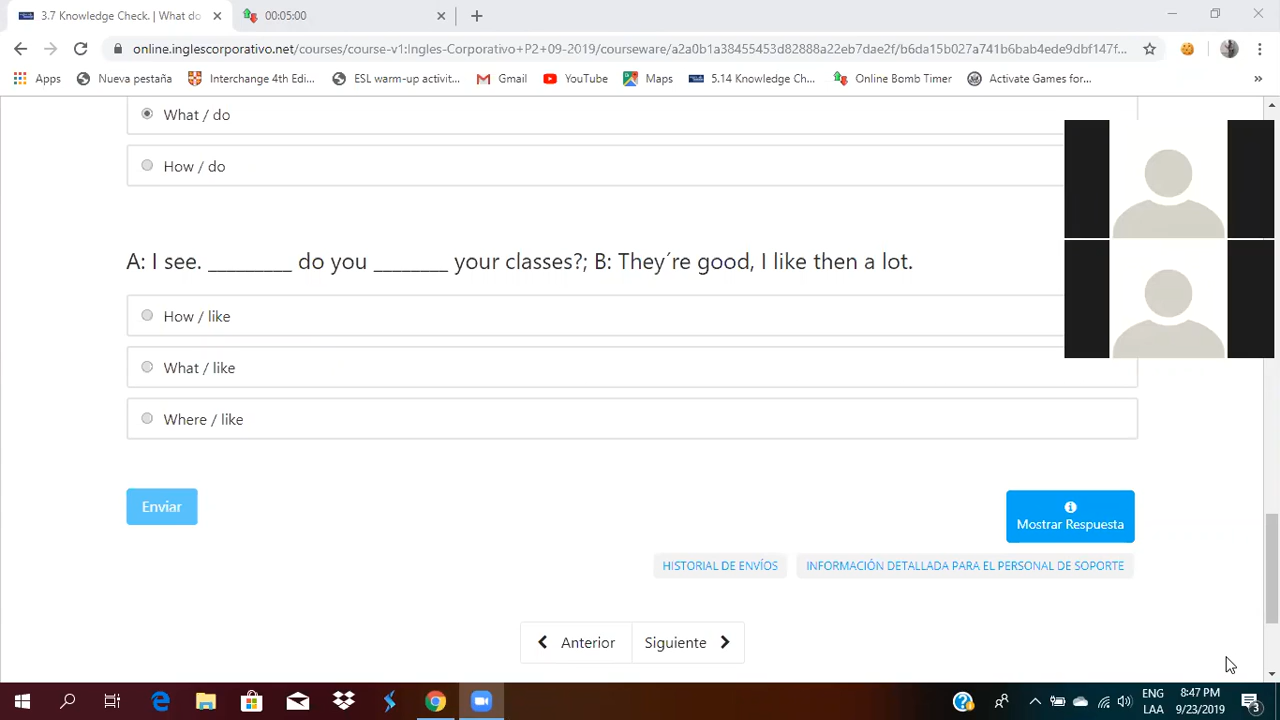 3.7 Knowledge Check. | What do
00:05:00
online.inglescorporativo.net/courses/course-v1:Ingles-Corporativo+P2+09-2019/courseware/a2a0b1a38455453d82888a22eb7dae2f/b6da15b027a741b6bab4ede9dbf147f...
Apps
Nueva pestaña
Interchange 4th Edi...
ESL warm-up activit...
Gmail
YouTube
Maps
5.14 Knowledge Ch...
Online Bomb Timer
Activate Games for...
What / do
How / do
A: I see. _________ do you ________ your classes?; B: They´re good, I like then a lot.
How / like
What / like
Where / like
Enviar
Mostrar Respuesta
HISTORIAL DE ENVÍOS
INFORMACIÓN DETALLADA PARA EL PERSONAL DE SOPORTE
Anterior
Siguiente
ENG
LAA
8:47 PM
9/23/2019
3